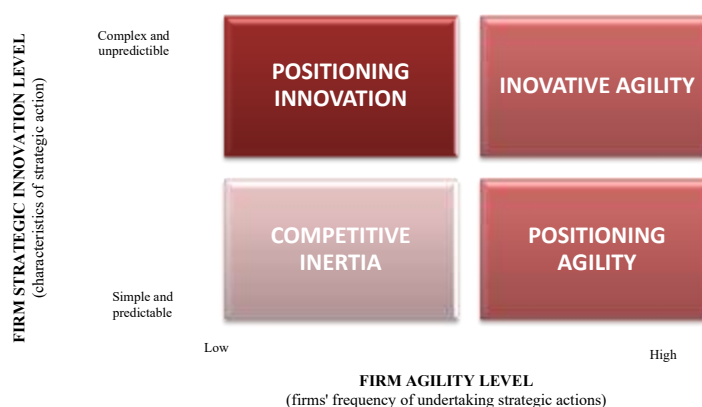 FIRM STRATEGIC INNOVATION LEVEL
(characteristics of strategic action)
Complex and
unpredictible
POSITIONING
INNOVATION
INOVATIVE AGILITY
COMPETITIVE
INERTIA
POSITIONING
AGILITY
Simple and
predictable
Low
High
FIRM AGILITY LEVEL
(firms' frequency of undertaking strategic actions)